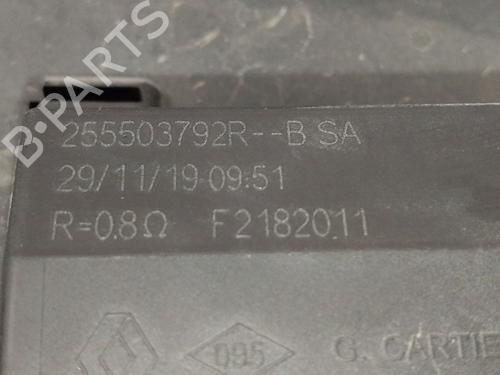 B-PARTS
255503792R--B SA
29/11/19 09:51
R=0.8Ω F2182011
095 G. CARTIE